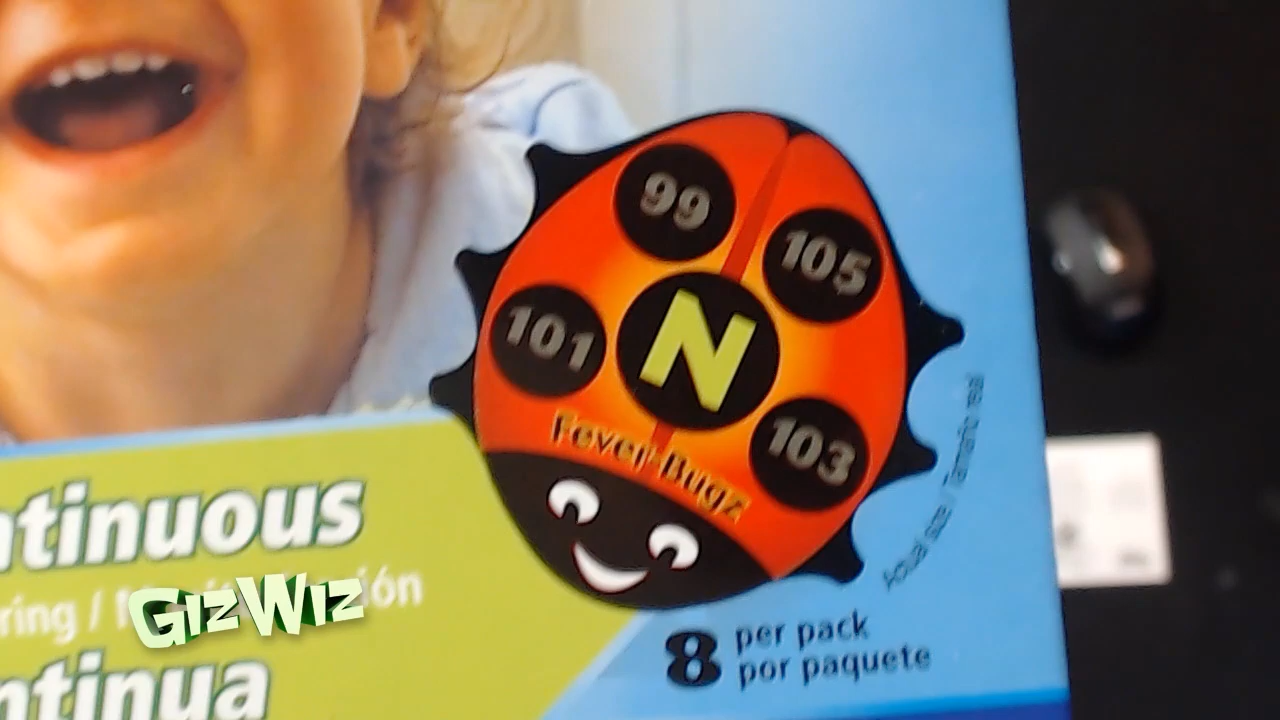 99
105
101
N
103
Fever-Bugz
Actual size / Tamaño real
ntinuous
ring /
ión
GIZWIZ
ntinua
8 per pack
por paquete